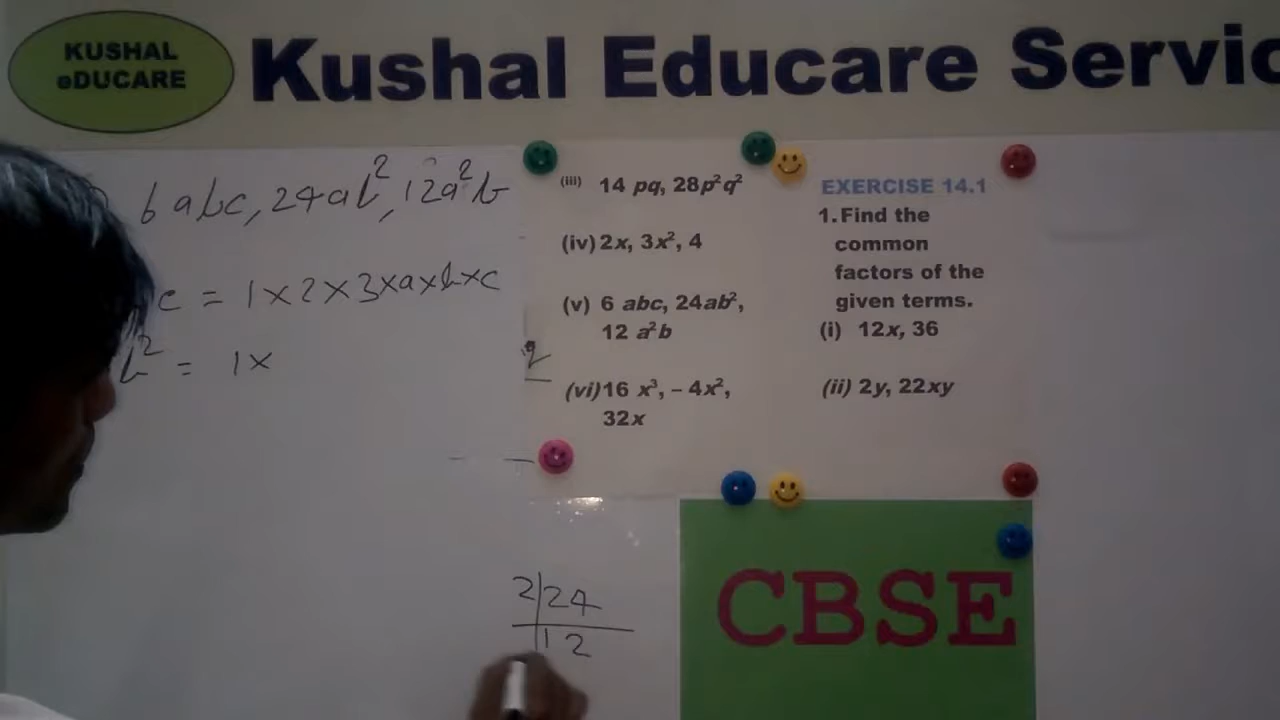 KUSHAL
eDUCARE
Kushal Educare Servic
6abc, 24ab², 12a²b
c = 1×2×3×a×b×c
b² = 1×
(iii) 14 pq, 28p²q²
(iv) 2x, 3x², 4
(v) 6 abc, 24ab²,
12 a²b
(vi) 16 x³, – 4x²,
32x
EXERCISE 14.1
1. Find the
common
factors of the
given terms.
(i) 12x, 36
(ii) 2y, 22xy
2|24
12
CBSE